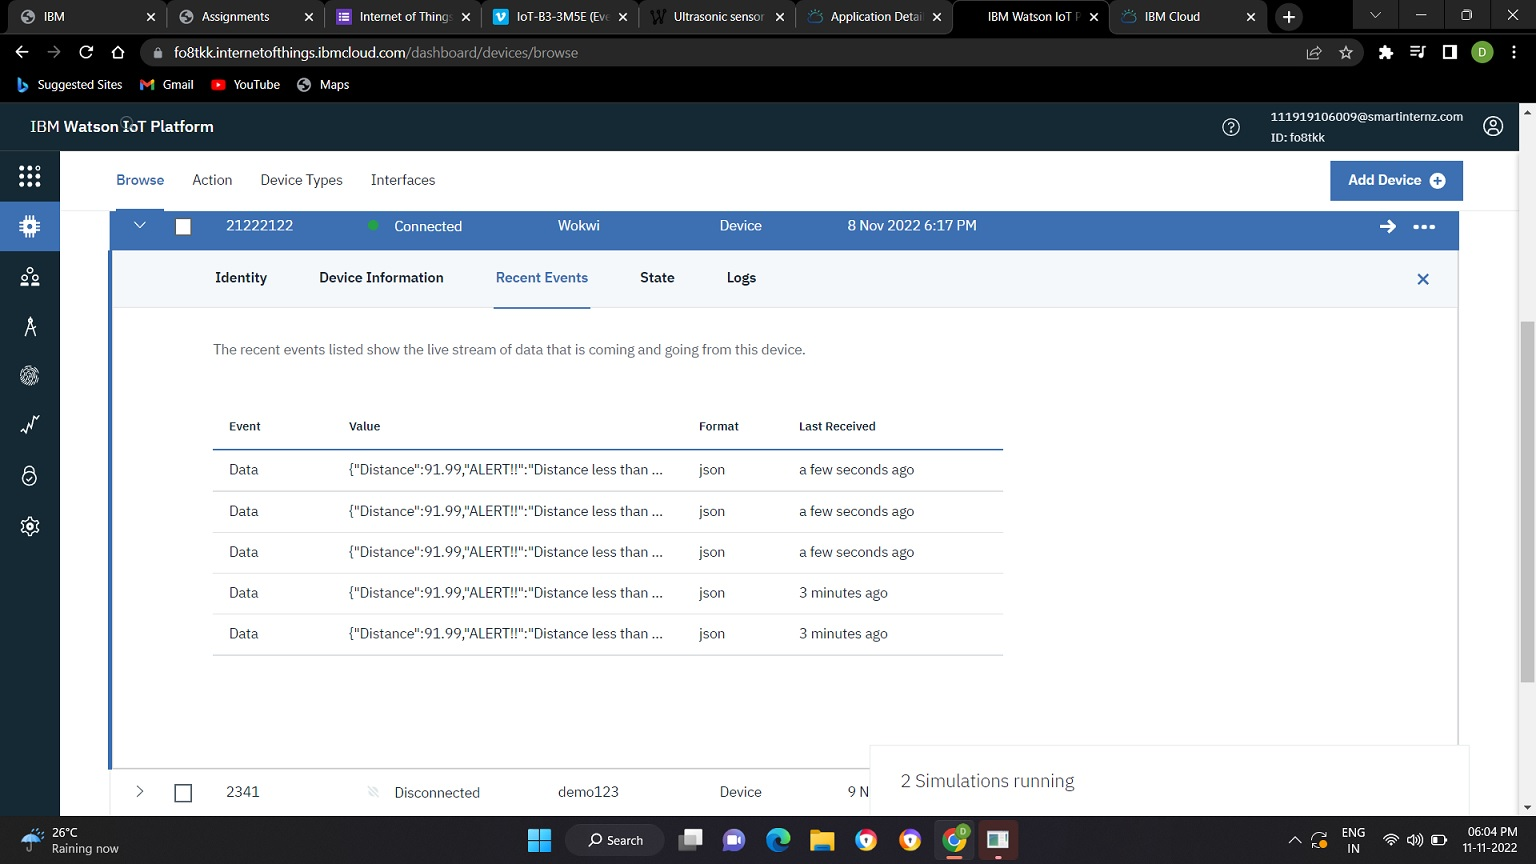 IBM
Assignments
Internet of Things
IoT-B3-3M5E (Eve
Ultrasonic sensor
Application Detai
IBM Watson IoT P
IBM Cloud
fo8tkk.internetofthings.ibmcloud.com/dashboard/devices/browse
D
Suggested Sites
Gmail
YouTube
Maps
IBM Watson IoT Platform
111919106009@smartinternz.com
ID: fo8tkk
Browse Action Device Types Interfaces
Add Device
21222122 Connected Wokwi Device 8 Nov 2022 6:17 PM
Identity Device Information Recent Events State Logs
The recent events listed show the live stream of data that is coming and going from this device.
Event Value Format Last Received
Data {"Distance":91.99,"ALERT!!":"Distance less than ... json a few seconds ago
Data {"Distance":91.99,"ALERT!!":"Distance less than ... json a few seconds ago
Data {"Distance":91.99,"ALERT!!":"Distance less than ... json a few seconds ago
Data {"Distance":91.99,"ALERT!!":"Distance less than ... json 3 minutes ago
Data {"Distance":91.99,"ALERT!!":"Distance less than ... json 3 minutes ago
2 Simulations running
2341 Disconnected demo123 Device 9 N
26°C
Raining now
Search
D
ENG
IN
06:04 PM
11-11-2022